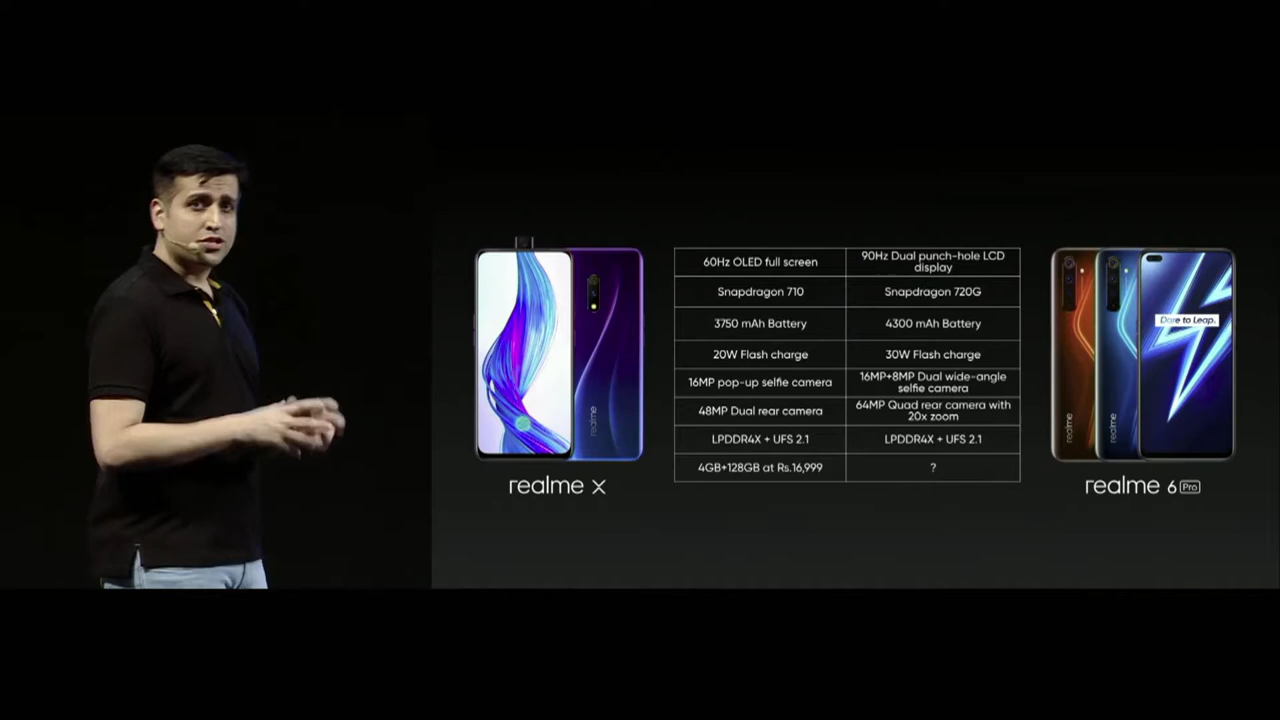 60Hz OLED full screen
90Hz Dual punch-hole LCD
display
Snapdragon 710
Snapdragon 720G
3750 mAh Battery
4300 mAh Battery
20W Flash charge
30W Flash charge
16MP pop-up selfie camera
16MP+8MP Dual wide-angle
selfie camera
48MP Dual rear camera
64MP Quad rear camera with
20x zoom
LPDDR4X + UFS 2.1
LPDDR4X + UFS 2.1
4GB+128GB at Rs.16,999
?
realme
realme X
Dare to Leap.
realme
realme
realme 6 Pro